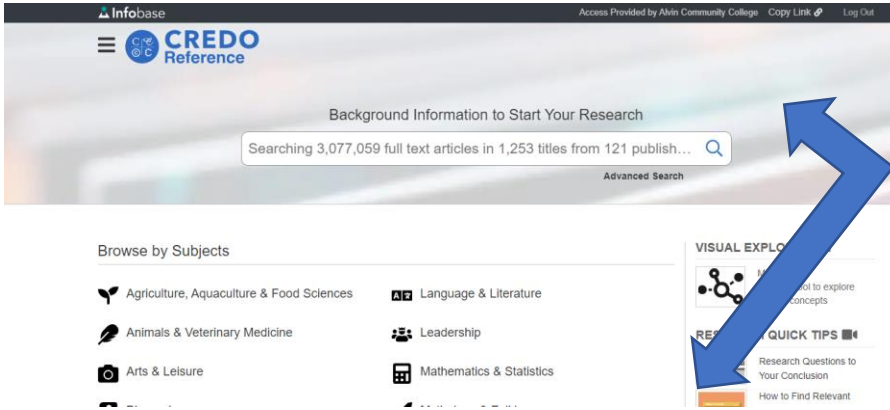 Infobase
Access Provided by Alvin Community College Copy Link Log Out
CREDO
Reference
Background Information to Start Your Research
Searching 3,077,059 full text articles in 1,253 titles from 121 publish...
Advanced Search
Browse by Subjects
Agriculture, Aquaculture & Food Sciences
Language & Literature
Animals & Veterinary Medicine
Leadership
Arts & Leisure
Mathematics & Statistics
VISUAL
to explore
concepts
QUICK TIPS
Research Questions to
Your Conclusion
How to Find Relevant